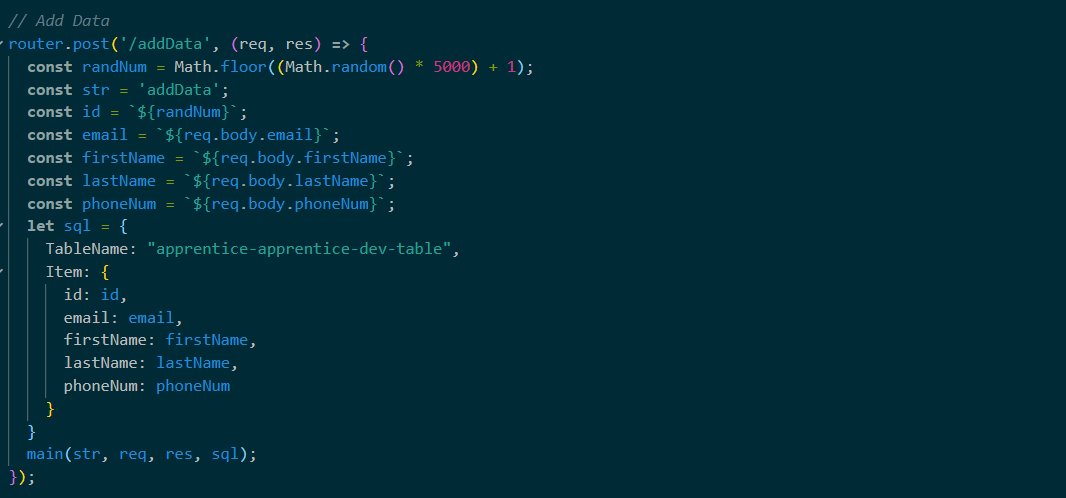 // Add Data
router.post('/addData', (req, res) => {
const randNum = Math.floor((Math.random() * 5000) + 1);
const str = 'addData';
const id = `${randNum}`;
const email = `${req.body.email}`;
const firstName = `${req.body.firstName}`;
const lastName = `${req.body.lastName}`;
const phoneNum = `${req.body.phoneNum}`;
let sql = {
TableName: "apprentice-apprentice-dev-table",
Item: {
id: id,
email: email,
firstName: firstName,
lastName: lastName,
phoneNum: phoneNum
}
}
main(str, req, res, sql);
});